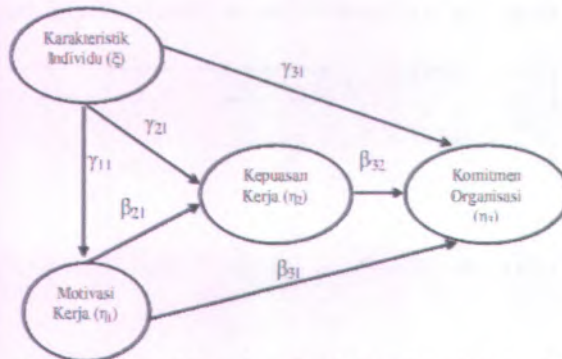 Karakteristik
Individu (ξ)
γ31
γ21
γ11
Kepuasan
Kerja (η2)
β32
Komitmen
Organisasi
(η3)
β21
β31
Motivasi
Kerja (η1)